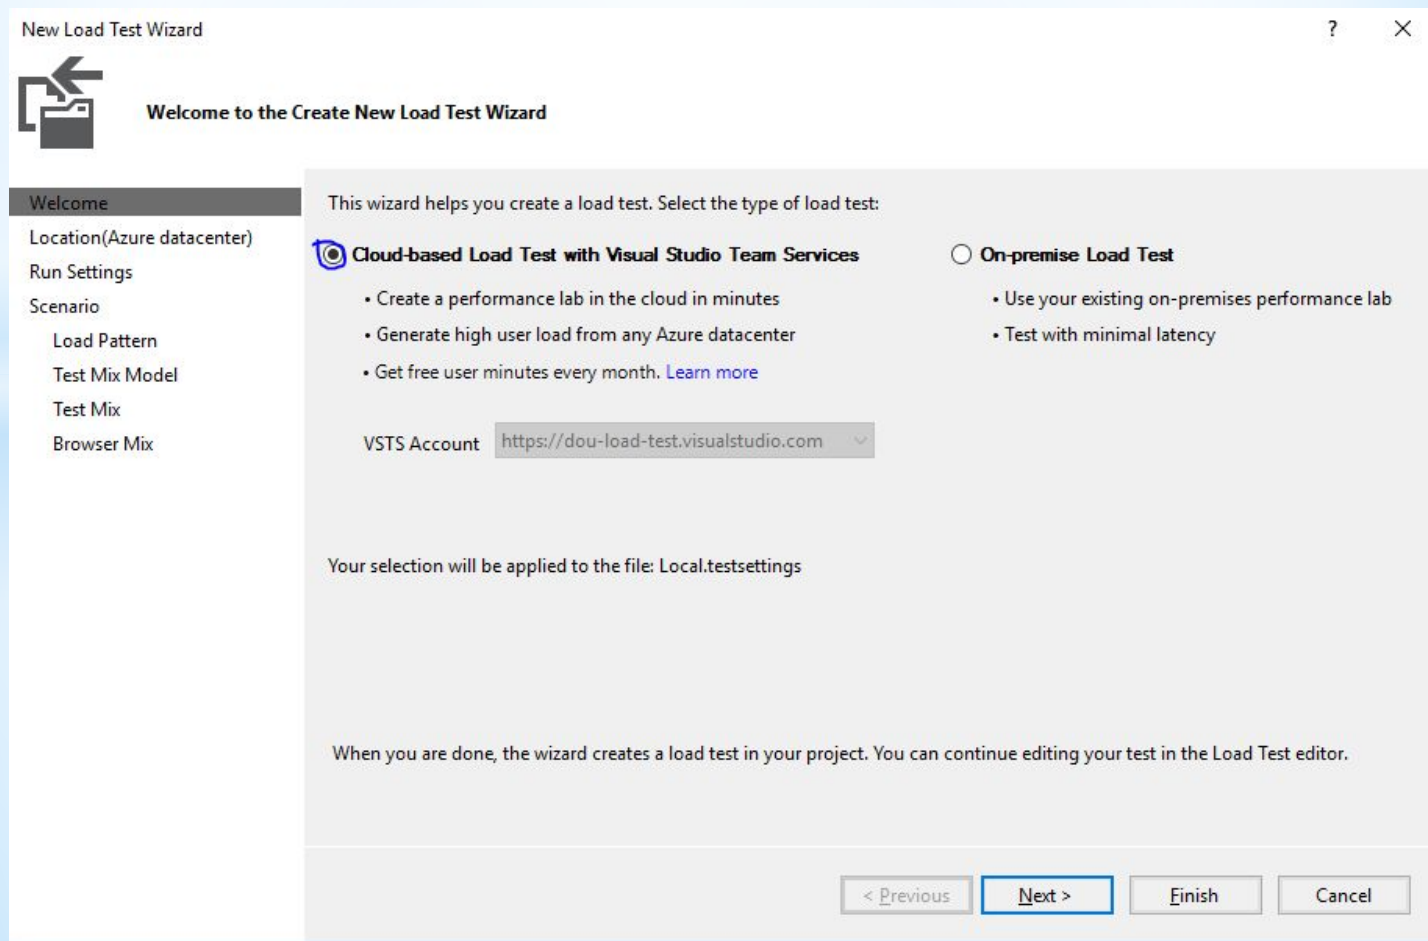 New Load Test Wizard
?
Welcome to the Create New Load Test Wizard
Welcome
Location(Azure datacenter)
Run Settings
Scenario
Load Pattern
Test Mix Model
Test Mix
Browser Mix
This wizard helps you create a load test. Select the type of load test:
Cloud-based Load Test with Visual Studio Team Services
• Create a performance lab in the cloud in minutes
• Generate high user load from any Azure datacenter
• Get free user minutes every month. Learn more
VSTS Account https://dou-load-test.visualstudio.com
On-premise Load Test
• Use your existing on-premises performance lab
• Test with minimal latency
Your selection will be applied to the file: Local.testsettings
When you are done, the wizard creates a load test in your project. You can continue editing your test in the Load Test editor.
< Previous Next > Finish Cancel